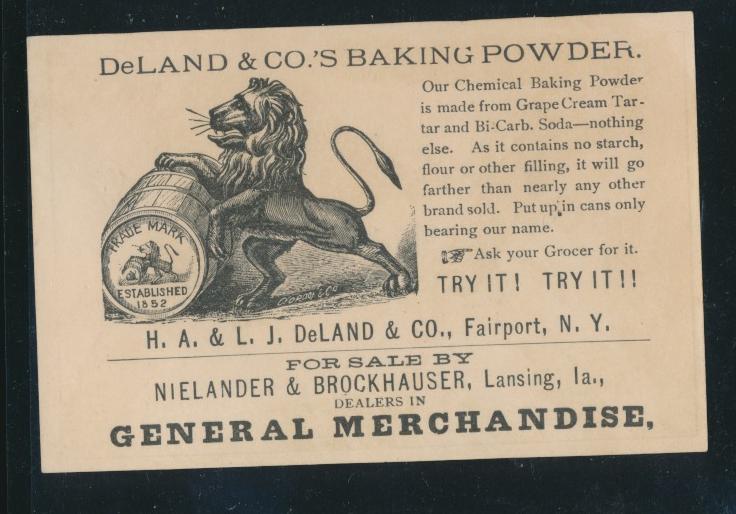 DeLAND & CO.'S BAKING POWDER.
Our Chemical Baking Powder
is made from Grape Cream Tar-
tar and Bi-Carb. Soda—nothing
else. As it contains no starch,
flour or other filling, it will go
farther than nearly any other
brand sold. Put up in cans only
bearing our name.
☞Ask your Grocer for it.
TRY IT! TRY IT!!
TRADE MARK
ESTABLISHED
1852
H. A. & L. J. DeLAND & CO., Fairport, N. Y.
FOR SALE BY
NIELANDER & BROCKHAUSER, Lansing, Ia.,
DEALERS IN
GENERAL MERCHANDISE,